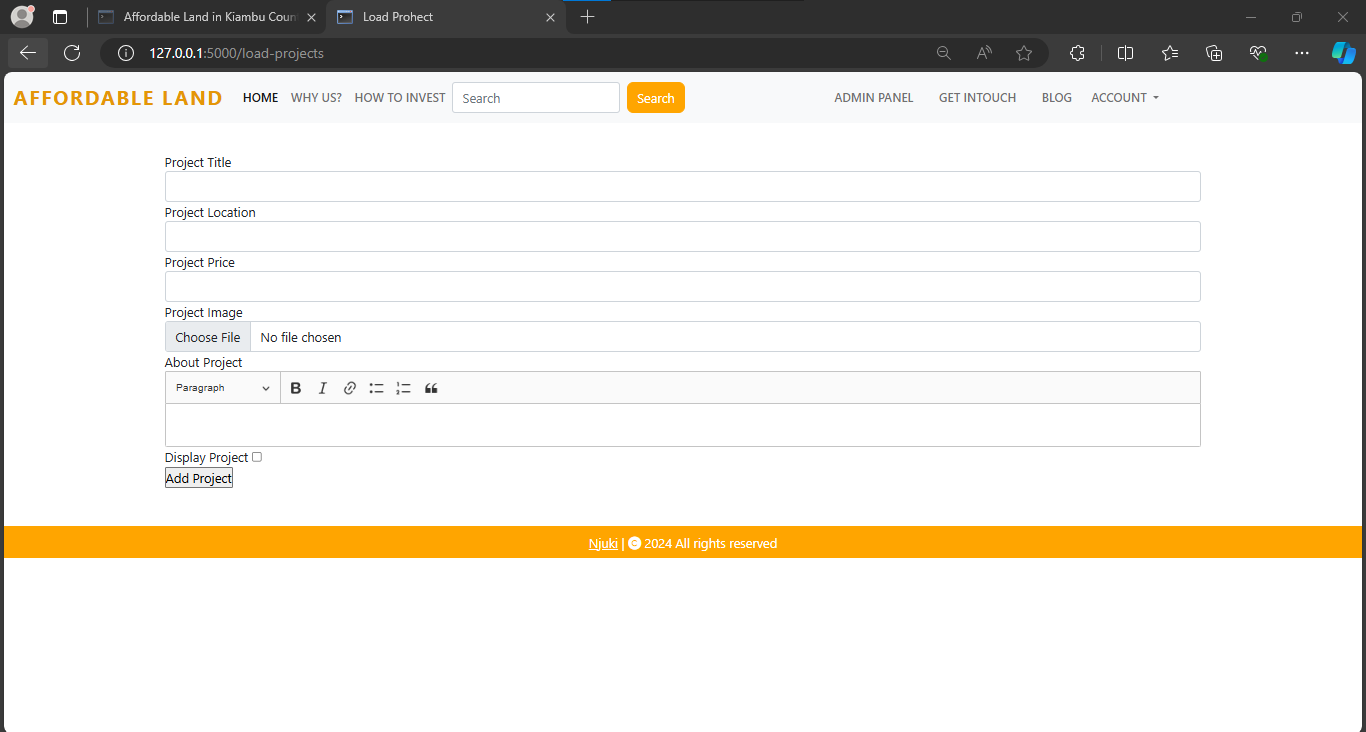 Affordable Land in Kiambu Coun
Load Prohect
127.0.0.1:5000/load-projects
AFFORDABLE LAND HOME WHY US? HOW TO INVEST Search Search ADMIN PANEL GET INTOUCH BLOG ACCOUNT
Project Title
Project Location
Project Price
Project Image
Choose File No file chosen
About Project
Paragraph B I
Display Project
Add Project
Njuki | © 2024 All rights reserved